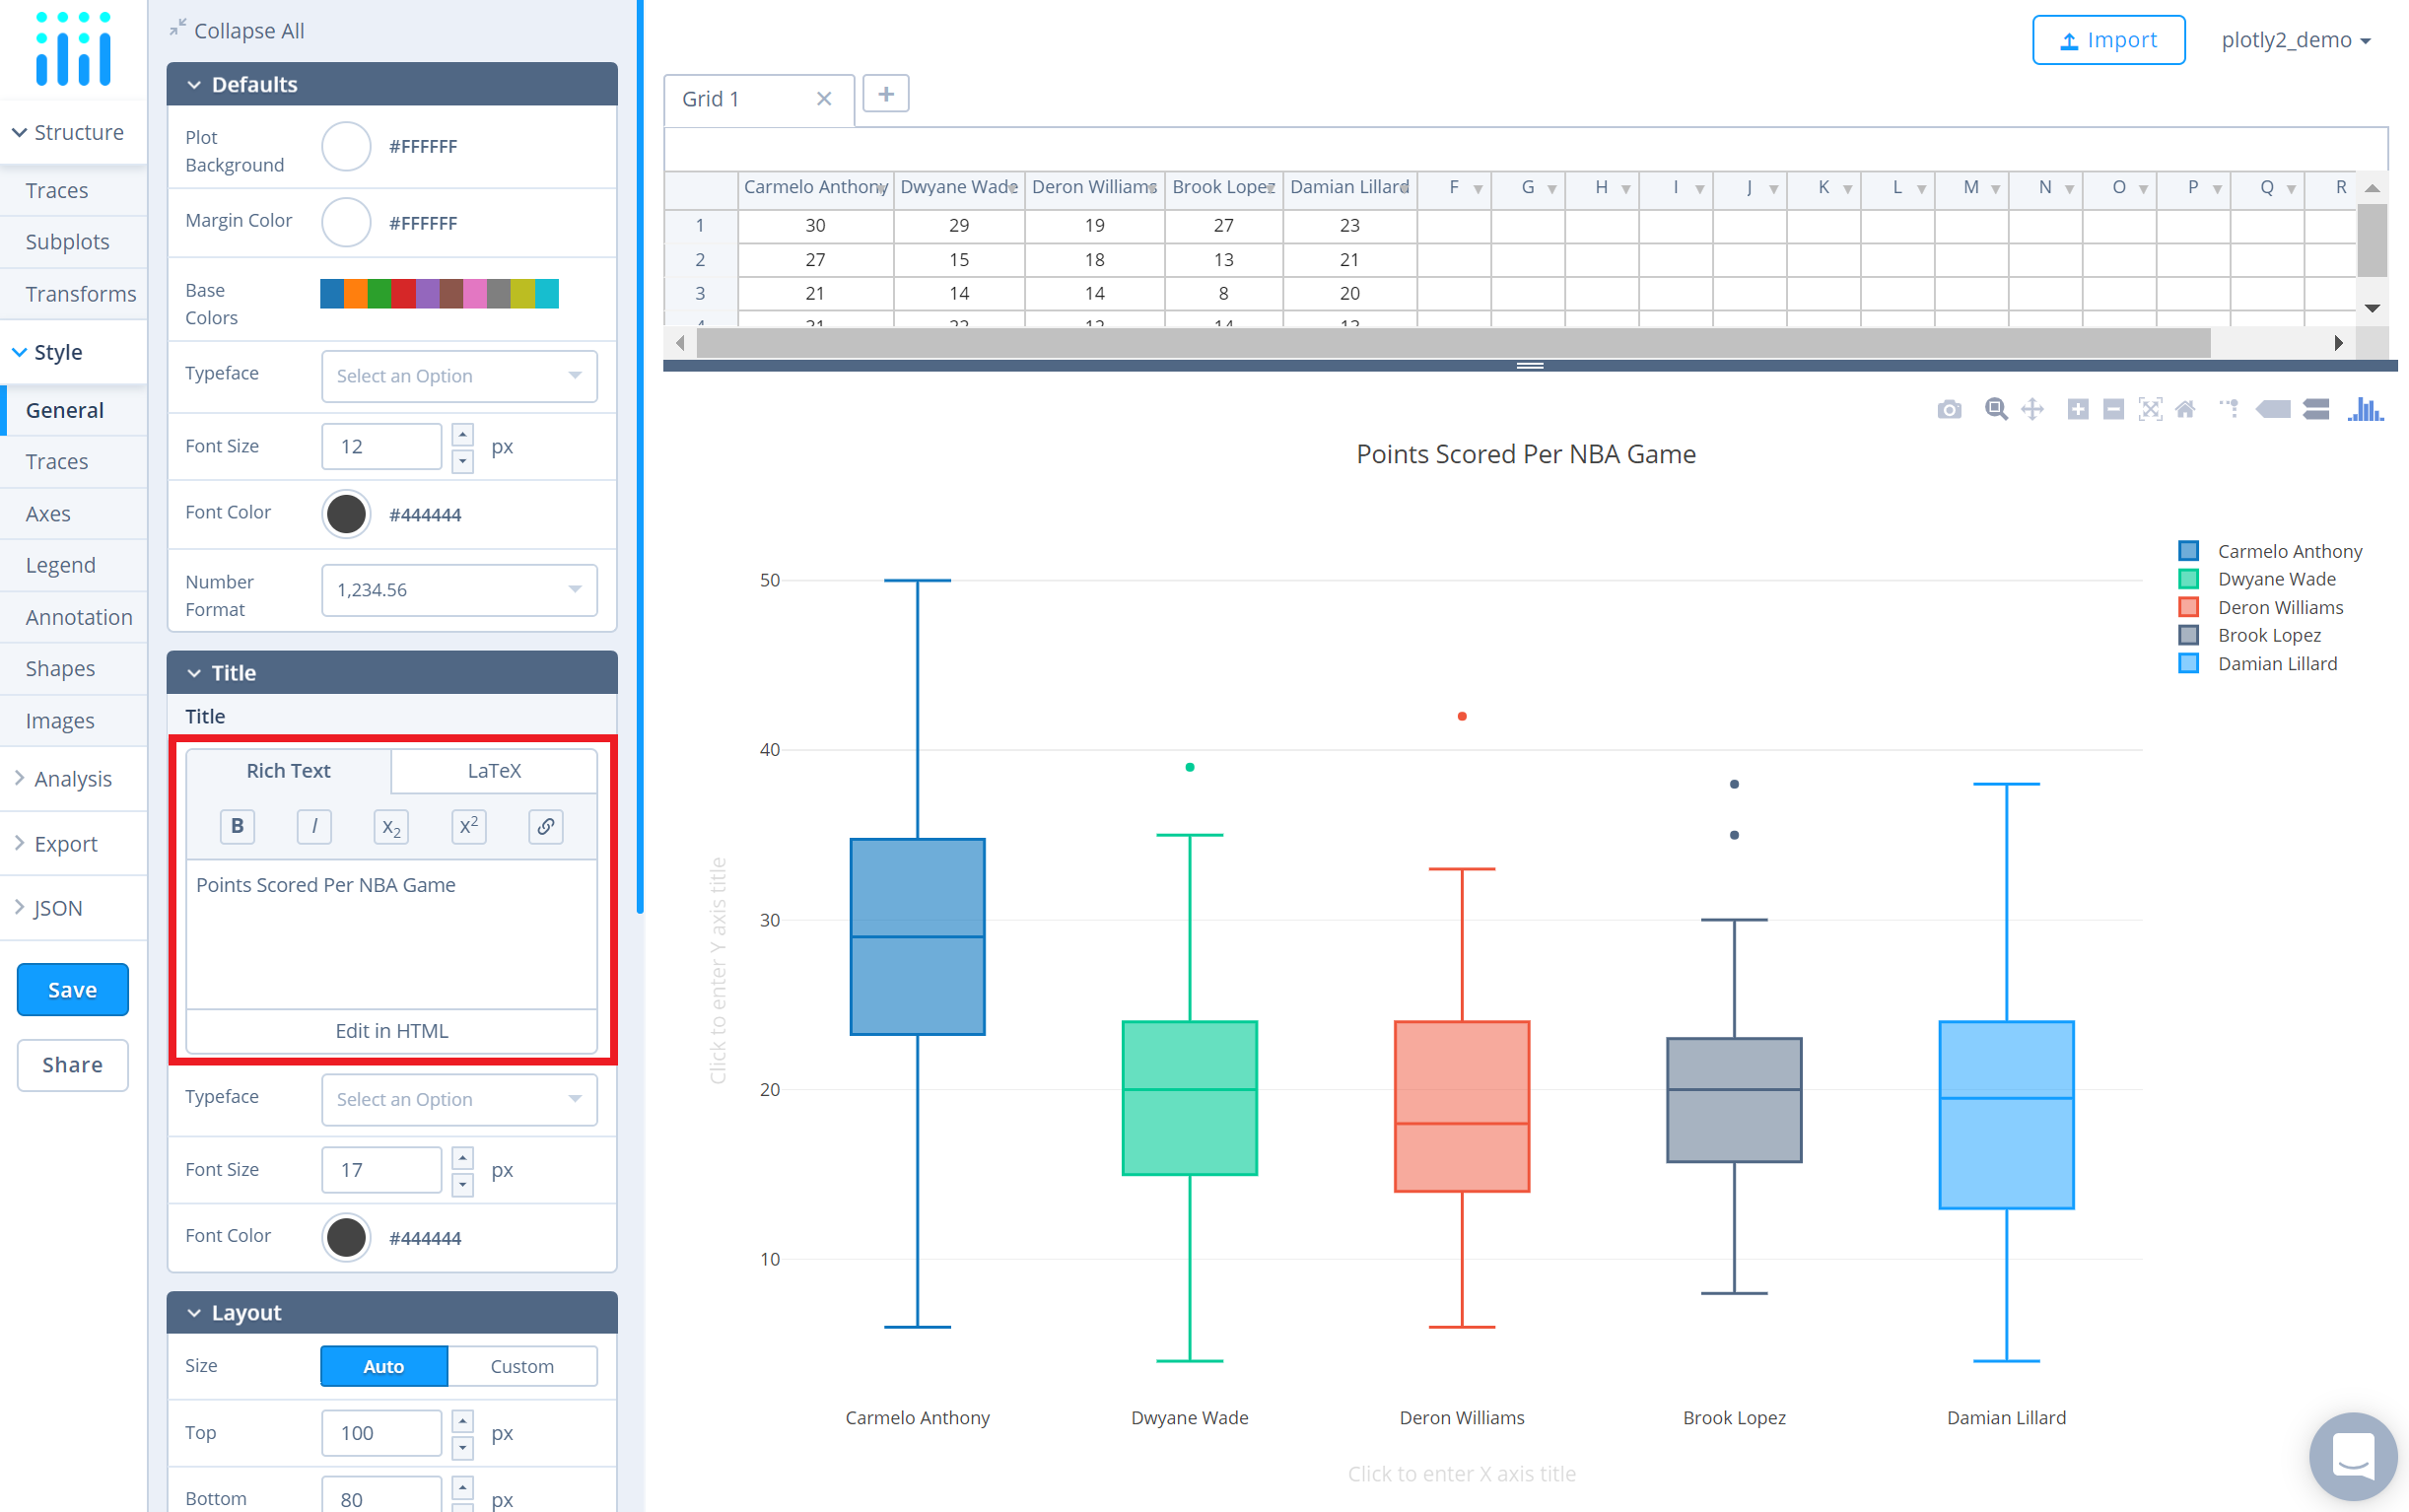 Collapse All
Import
plotly2_demo
Defaults
Plot
Background
#FFFFFF
Margin Color
#FFFFFF
Base
Colors
Typeface
Select an Option
Font Size
12
px
Font Color
#444444
Number
Format
1,234.56
Structure
Traces
Subplots
Transforms
Style
General
Traces
Axes
Legend
Annotation
Shapes
Images
Analysis
Export
JSON
Save
Share
Title
Title
Rich Text
LaTeX
B I x2 x2
Points Scored Per NBA Game
Edit in HTML
Typeface
Select an Option
Font Size
17
px
Font Color
#444444
Layout
Size
Auto
Custom
Top
100
px
Bottom
80
px
Grid 1
Carmelo Anthony Dwyane Wade Deron Williams Brook Lopez Damian Lillard F G H I J K L M N O P Q R
1 30 29 19 27 23
2 27 15 18 13 21
3 21 14 14 8 20
4 31 22 12 14 13
Points Scored Per NBA Game
Carmelo Anthony
Dwyane Wade
Deron Williams
Brook Lopez
Damian Lillard
50
40
30
20
10
Click to enter Y axis title
Carmelo Anthony Dwyane Wade Deron Williams Brook Lopez Damian Lillard
Click to enter X axis title